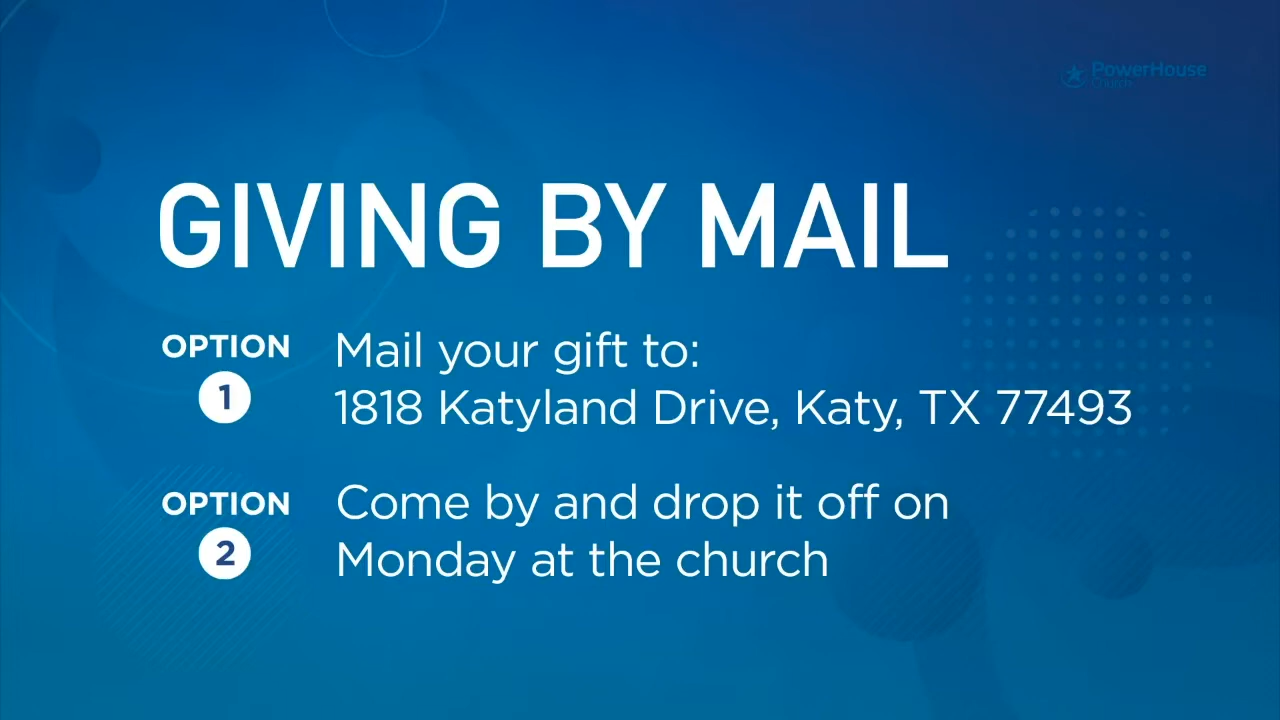 PowerHouse
Church
GIVING BY MAIL
OPTION
1
Mail your gift to:
1818 Katyland Drive, Katy, TX 77493
OPTION
2
Come by and drop it off on
Monday at the church